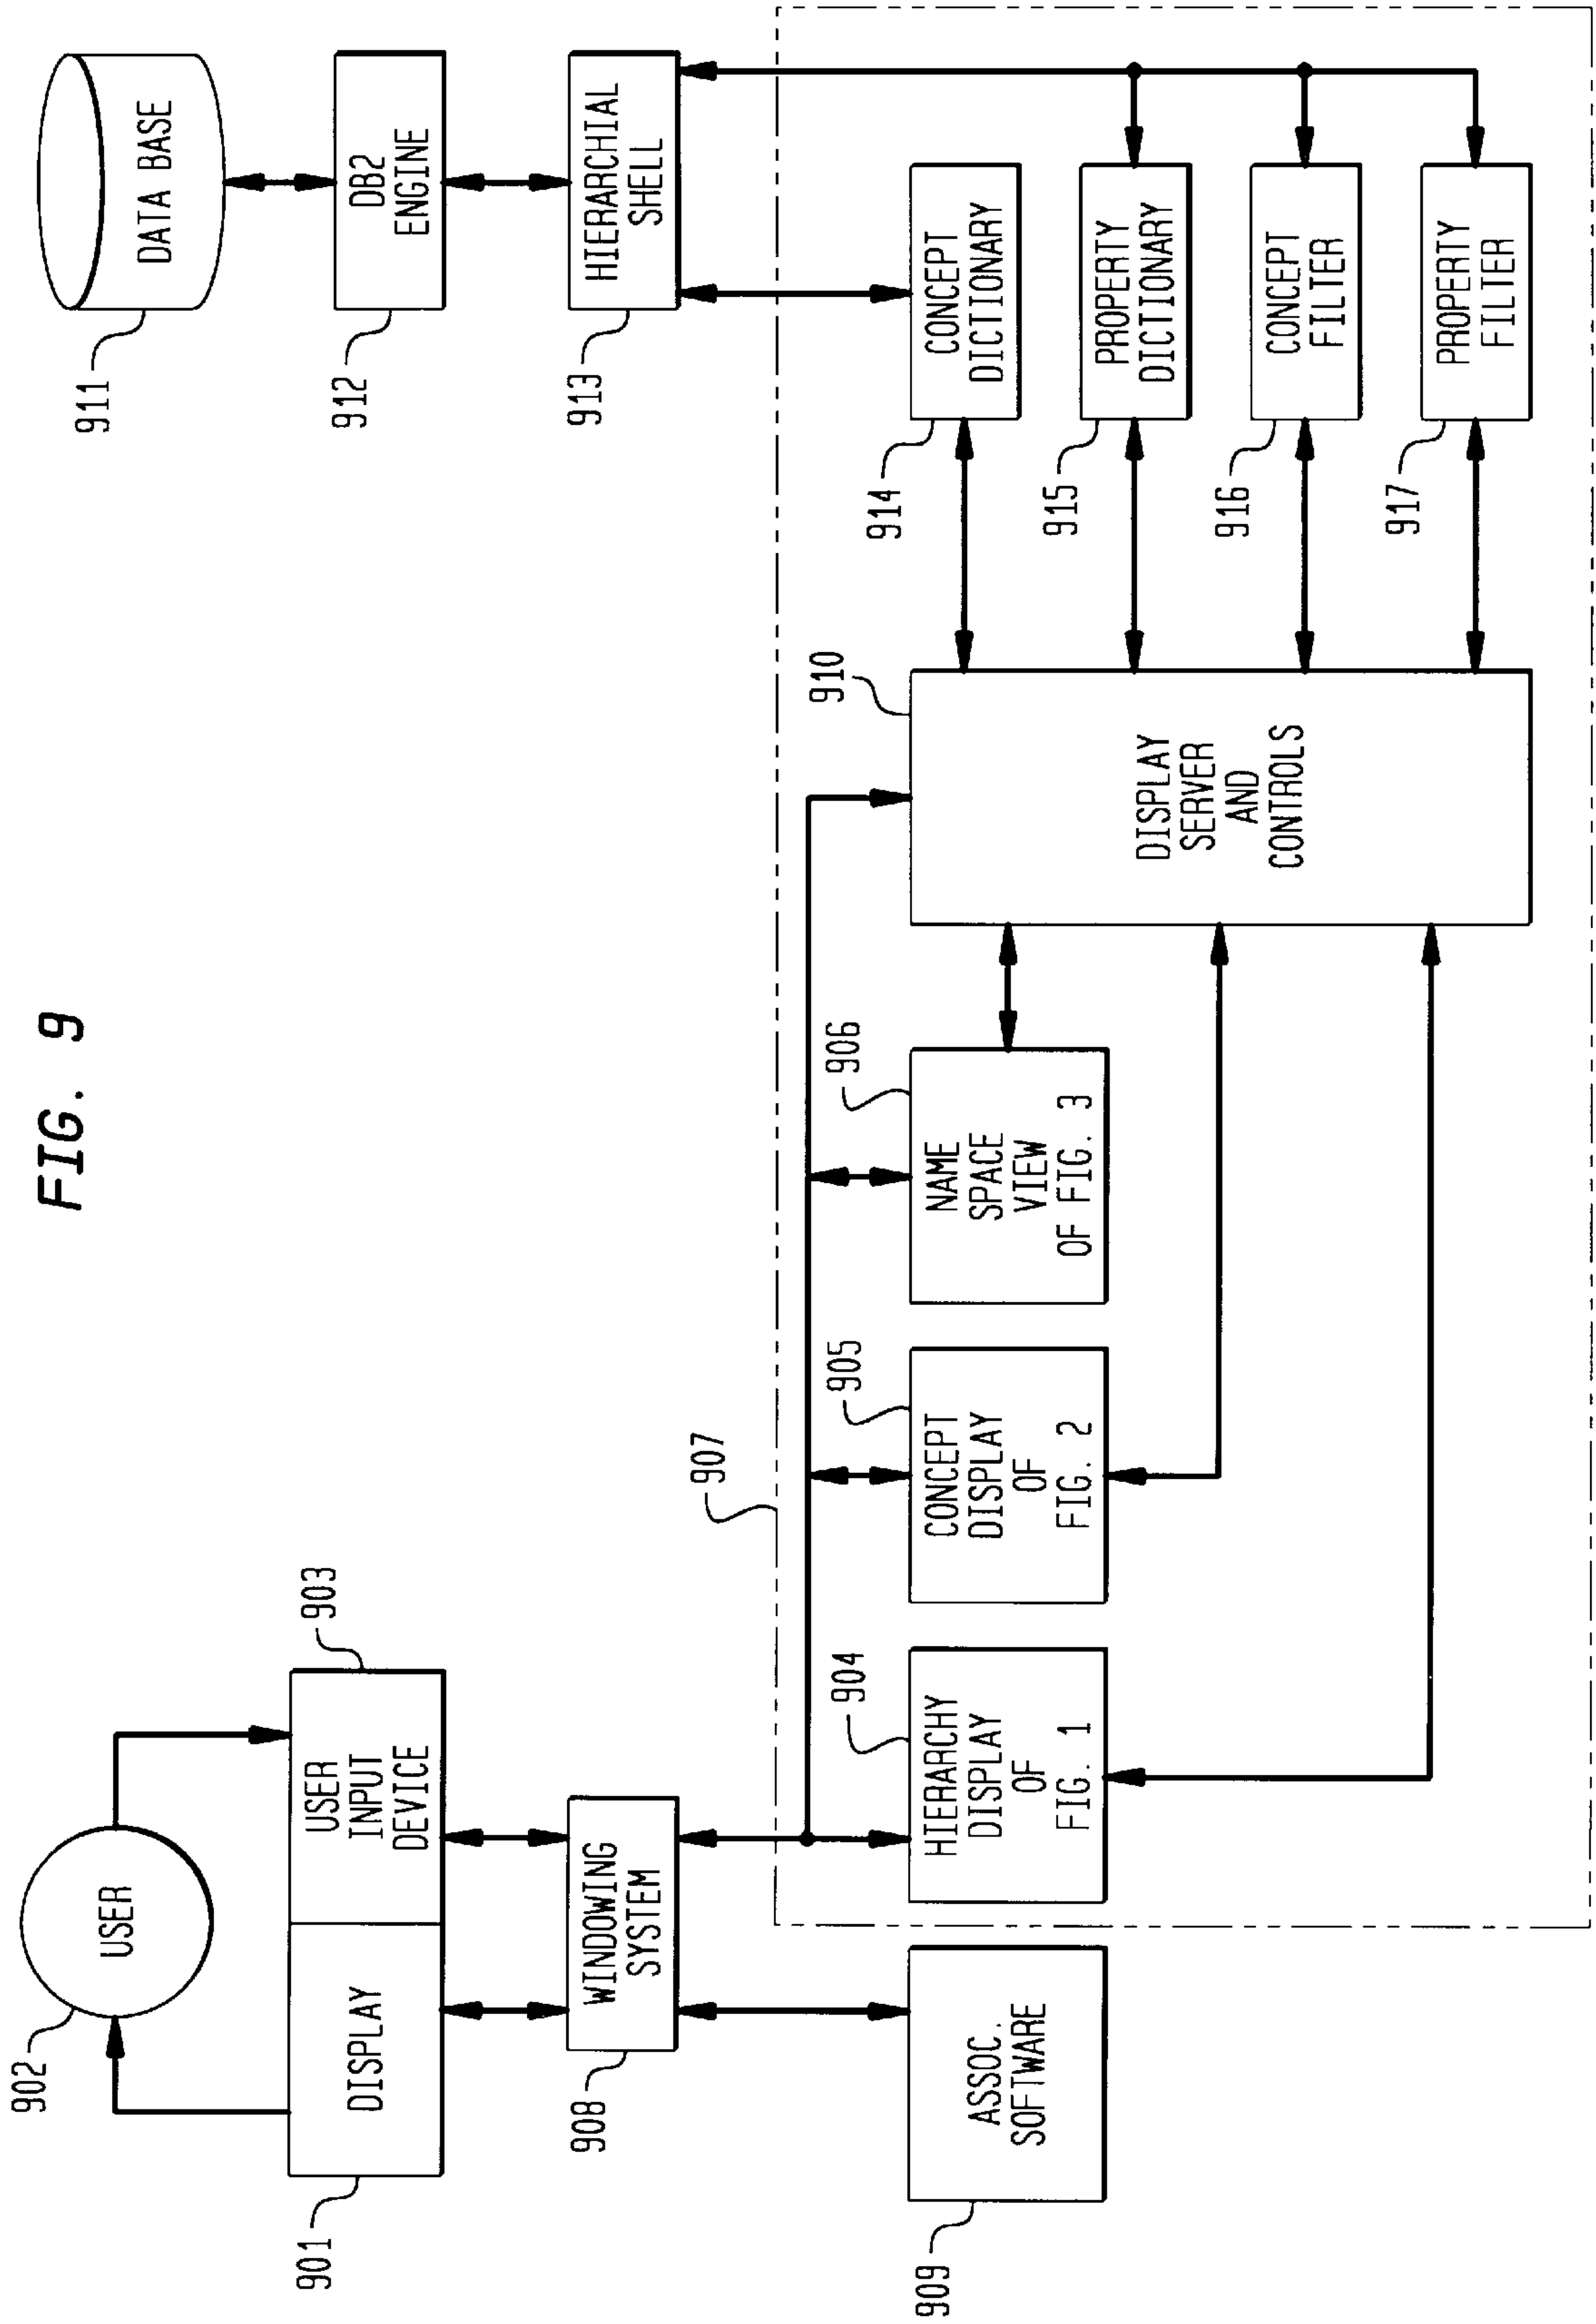 FIG. 9
902
USER
903
901
DISPLAY
USER
INPUT
DEVICE
908
WINDOWING
SYSTEM
909
ASSOC.
SOFTWARE
907
904
HIERARCHY
DISPLAY
OF
FIG. 1
905
CONCEPT
DISPLAY
OF
FIG. 2
906
NAME
SPACE
VIEW
OF FIG. 3
910
DISPLAY
SERVER
AND
CONTROLS
911
DATA BASE
912
DB2
ENGINE
913
HIERARCHIAL
SHELL
914
CONCEPT
DICTIONARY
915
PROPERTY
DICTIONARY
916
CONCEPT
FILTER
917
PROPERTY
FILTER